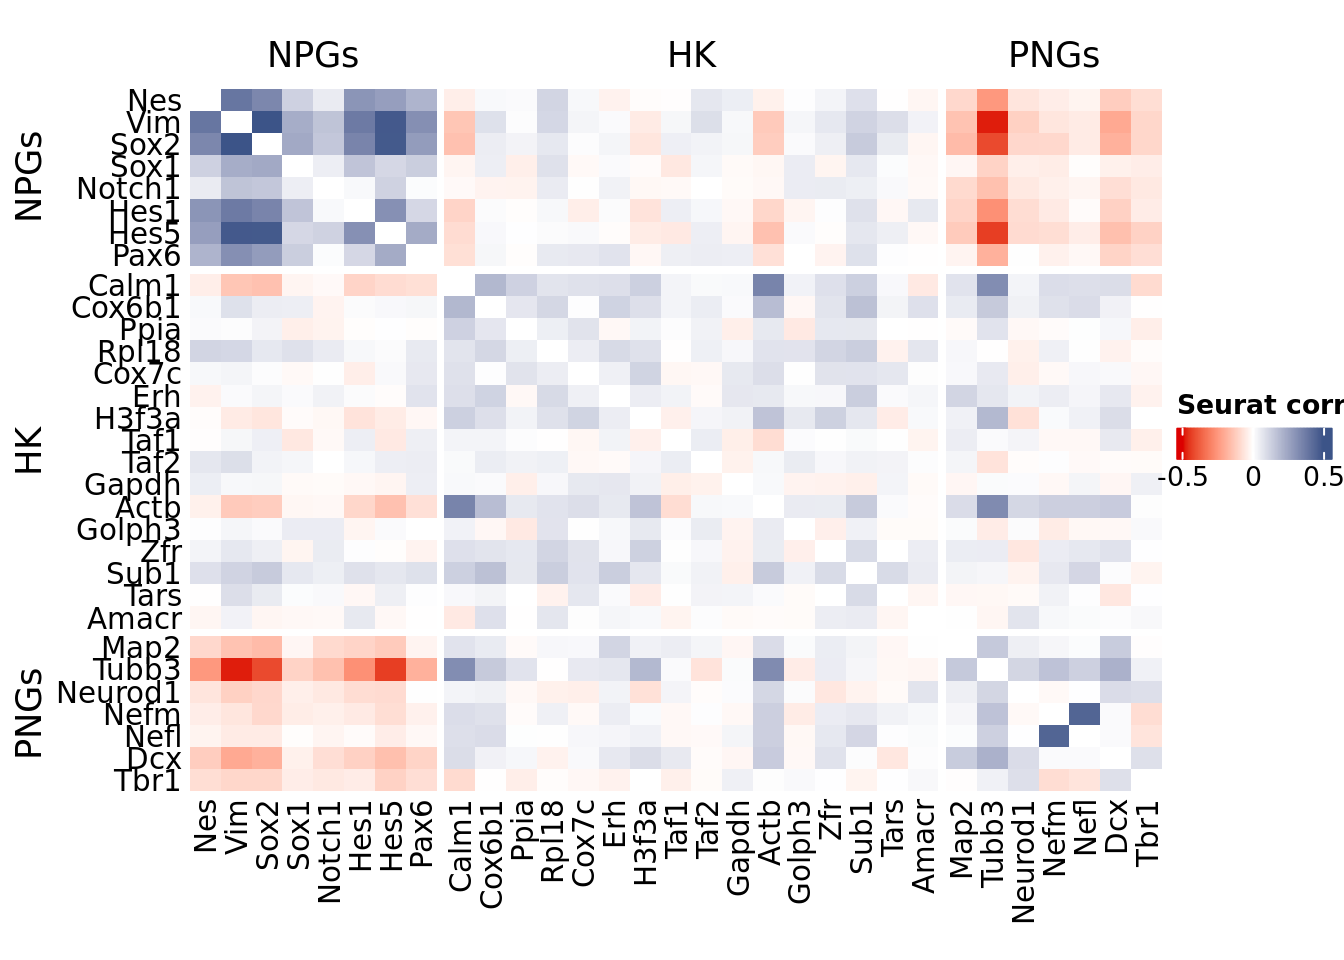 NPGs HK PNGs
NPGs
HK
PNGs
Nes
Vim
Sox2
Sox1
Notch1
Hes1
Hes5
Pax6
Calm1
Cox6b1
Ppia
Rpl18
Cox7c
Erh
H3f3a
Taf1
Taf2
Gapdh
Actb
Golph3
Zfr
Sub1
Tars
Amacr
Map2
Tubb3
Neurod1
Nefm
Nefl
Dcx
Tbr1
Nes Vim Sox2 Sox1 Notch1 Hes1 Hes5 Pax6 Calm1 Cox6b1 Ppia Rpl18 Cox7c Erh H3f3a Taf1 Taf2 Gapdh Actb Golph3 Zfr Sub1 Tars Amacr Map2 Tubb3 Neurod1 Nefm Nefl Dcx Tbr1
Seurat corr
-0.5 0 0.5